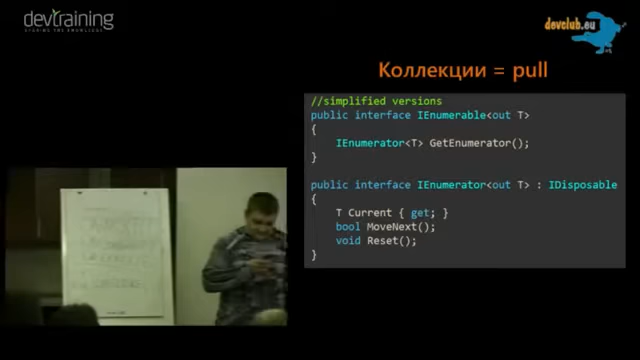 devtraining
SHARING THE KNOWLEDGE
devclub.eu
Коллекции = pull
//simplified versions
public interface IEnumerable<out T>
{
IEnumerator<T> GetEnumerator();
}
public interface IEnumerator<out T> : IDisposable
{
T Current { get; }
bool MoveNext();
void Reset();
}